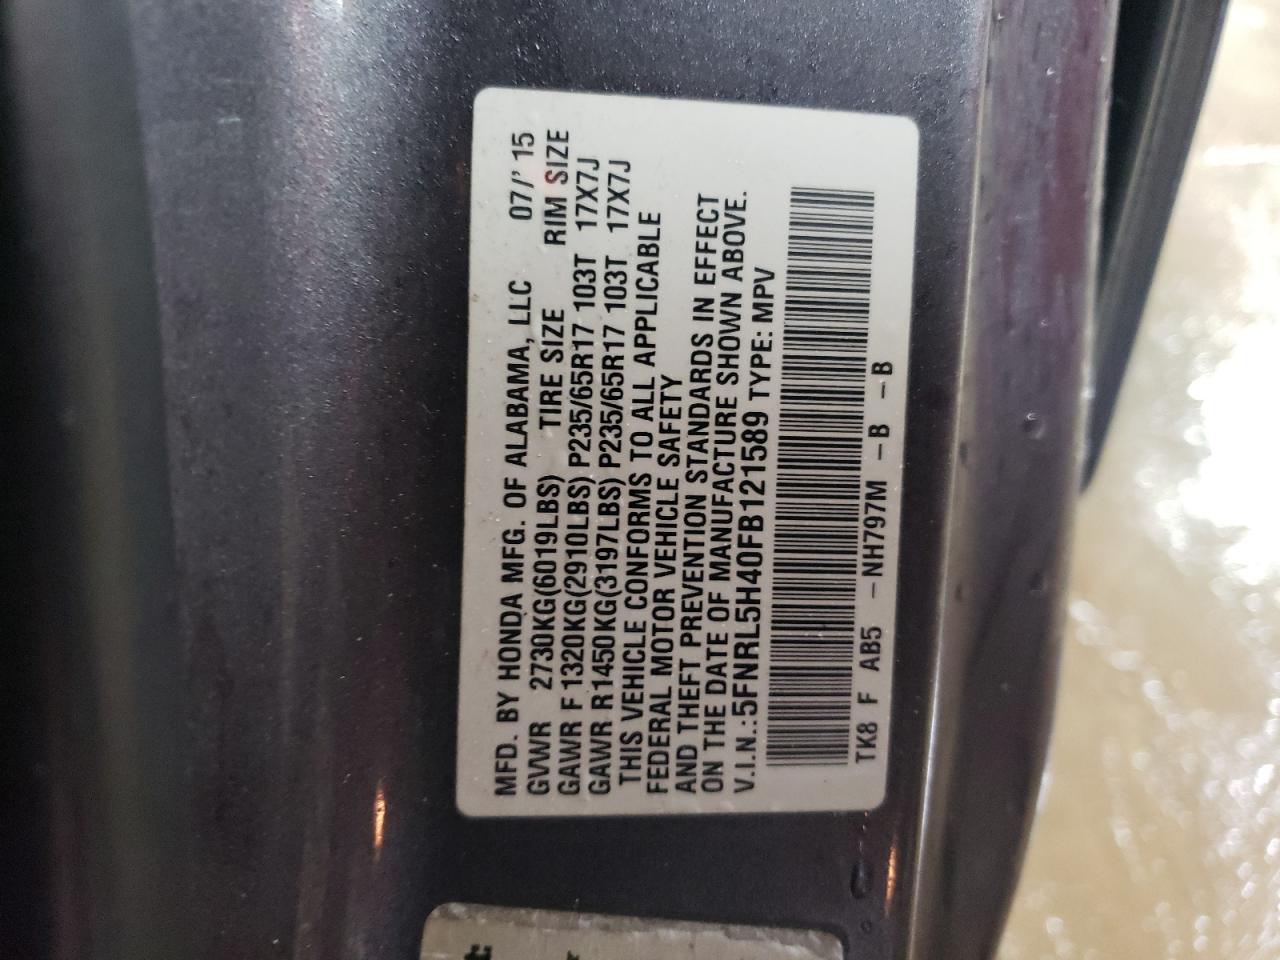 MFD. BY HONDA MFG. OF ALABAMA, LLC 07/' 15
GVWR 2730KG(6019LBS) TIRE SIZE RIM SIZE
GAWR F 1320KG(2910LBS) P235/65R17 103T 17X7J
GAWR R1450KG(3197LBS) P235/65R17 103T 17X7J
THIS VEHICLE CONFORMS TO ALL APPLICABLE
FEDERAL MOTOR VEHICLE SAFETY
AND THEFT PREVENTION STANDARDS IN EFFECT
ON THE DATE OF MANUFACTURE SHOWN ABOVE.
V.I.N.:5FNRL5H40FB121589 TYPE: MPV
TK8 F AB5 -NH797M -B -B